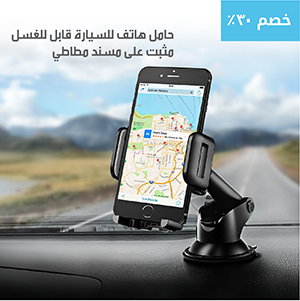 خصم ٣٠٪
حامل هاتف للسيارة قابل للغسل
مثبت على مسند مطاطي